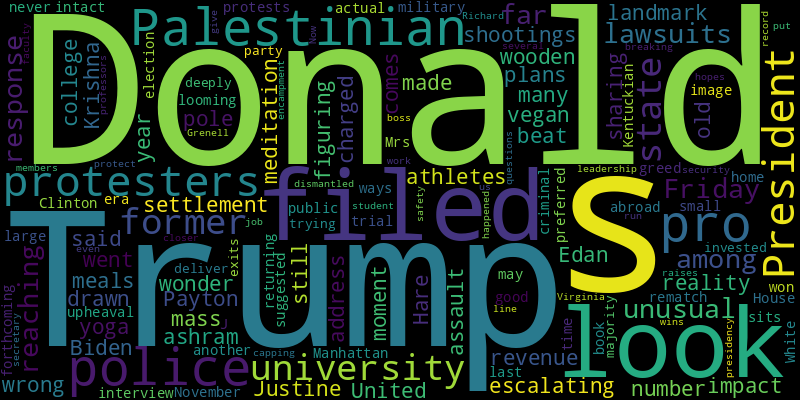 never intact
Palestinian
protests
actual
military
far
landmark
record
give
Richard
shootings
lawsuits
put
Donald
response
college
Krishna
election
party
deeply
looming
pole
Grenell
year
meditation
encampment
figuring
charged
comes
made
many
Mrs
boss
wooden
plans
vegan
beat
sharing
Kentuckian
state
breaking
image
old
hopes
President
work
protect
protesters
members
dismantled
ways
athletes
filed
questions
leadership
greed
security
home
Clinton
era
settlement
public
trying
trial
student
safety
happened
us
criminal
preferred
abroad
small
Friday
run
s
pro
former
job
large
said
closer
Trump
went
even
among
invested
won
reaching
meals
drawn
wonder
exits
returning
suggested
still
address
moment
Hare
assault
may
good
line
Edan
Virginia
reality
rematch
House
White
deliver
upheaval
yoga
Payton
mass
ashram
unusual
book
majority
time
sits
forthcoming
secretary
Biden
another
capping
Manhattan
revenue
look
raises
wins
presidency
wrong
police
university
last
interview
November
Justine
United
escalating
number
impact